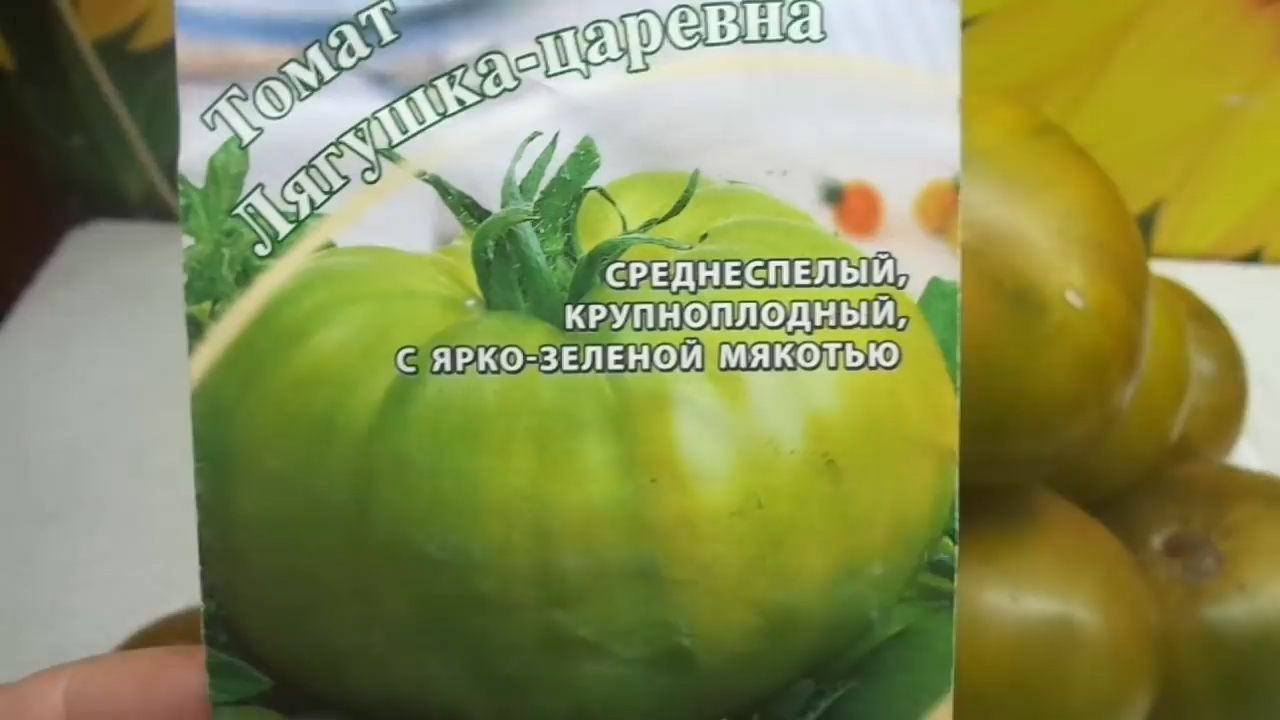 Томат
Лягушка-царевна
СРЕДНЕСПЕЛЫЙ,
КРУПНОПЛОДНЫЙ,
С ЯРКО-ЗЕЛЕНОЙ МЯКОТЬЮ